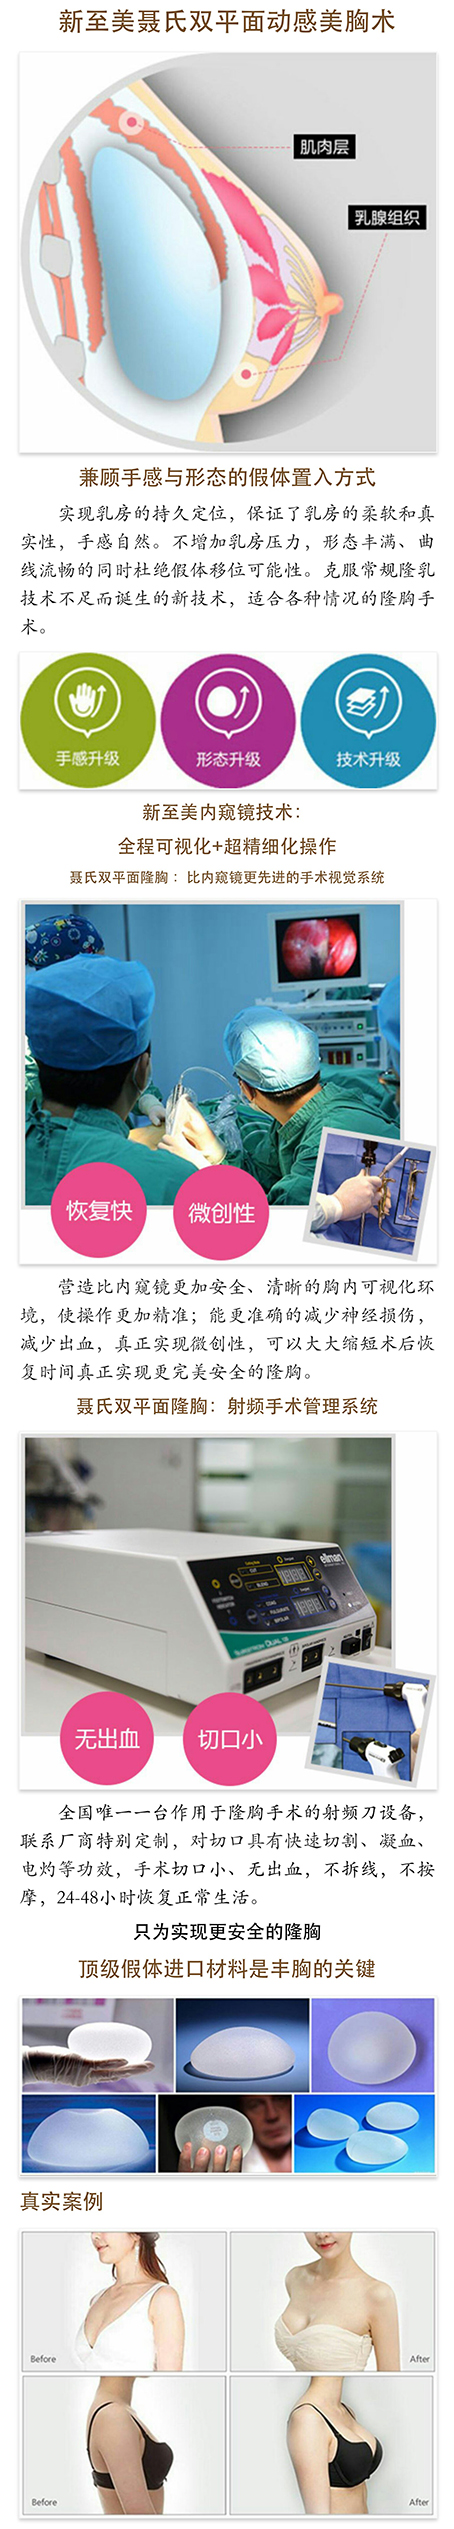 新至美聂氏双平面动感美胸术
肌肉层
乳腺组织
兼顾手感与形态的假体置入方式
实现乳房的持久定位，保证了乳房的柔软和真
实性，手感自然。不增加乳房压力，形态丰满、曲
线流畅的同时杜绝假体移位可能性。克服常规隆乳
技术不足而诞生的新技术，适合各种情况的隆胸手
术。
手感升级
形态升级
技术升级
新至美内窥镜技术：
全程可视化+超精细化操作
聂氏双平面隆胸：比内窥镜更先进的手术视觉系统
恢复快
微创性
营造比内窥镜更加安全、清晰的胸内可视化环
境，使操作更加精准；能更准确的减少神经损伤，
减少出血，真正实现微创性，可以大大缩短术后恢
复时间真正实现更完美安全的隆胸。
聂氏双平面隆胸：射频手术管理系统
ellman
CUT
BLEND
COAG
FULGURATE
BIPOLAR
SURGITRON DUAL
无出血
切口小
全国唯一一台作用于隆胸手术的射频刀设备，
联系厂商特别定制，对切口具有快速切割、凝血、
电灼等功效，手术切口小、无出血，不拆线，不按
摩，24-48小时恢复正常生活。
只为实现更安全的隆胸
顶级假体进口材料是丰胸的关键
真实案例
Before
After
Before
After